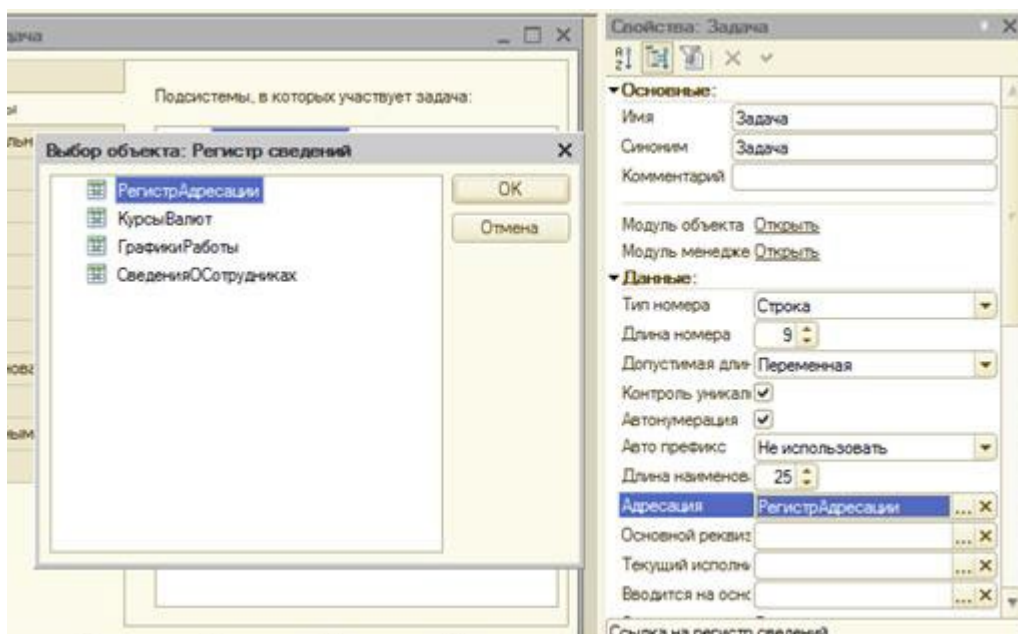 дача
Подсистемы, в которых участвует задача:
Выбор объекта: Регистр сведений
РегистрАдресации
КурсыВалют
ГрафикиРаботы
СведенияОСотрудниках
OK
Отмена
Свойства: Задача
Основные:
Имя Задача
Синоним Задача
Комментарий
Модуль объекта Открыть
Модуль менедже Открыть
Данные:
Тип номера Строка
Длина номера 9
Допустимая длин Переменная
Контроль уникал
Автонумерация
Авто префикс Не использовать
Длина наименов 25
Адресация РегистрАдресации ...
Основной реквиз ...
Текущий исполни ...
Вводится на осно ...
Ссылка на регистр сведений